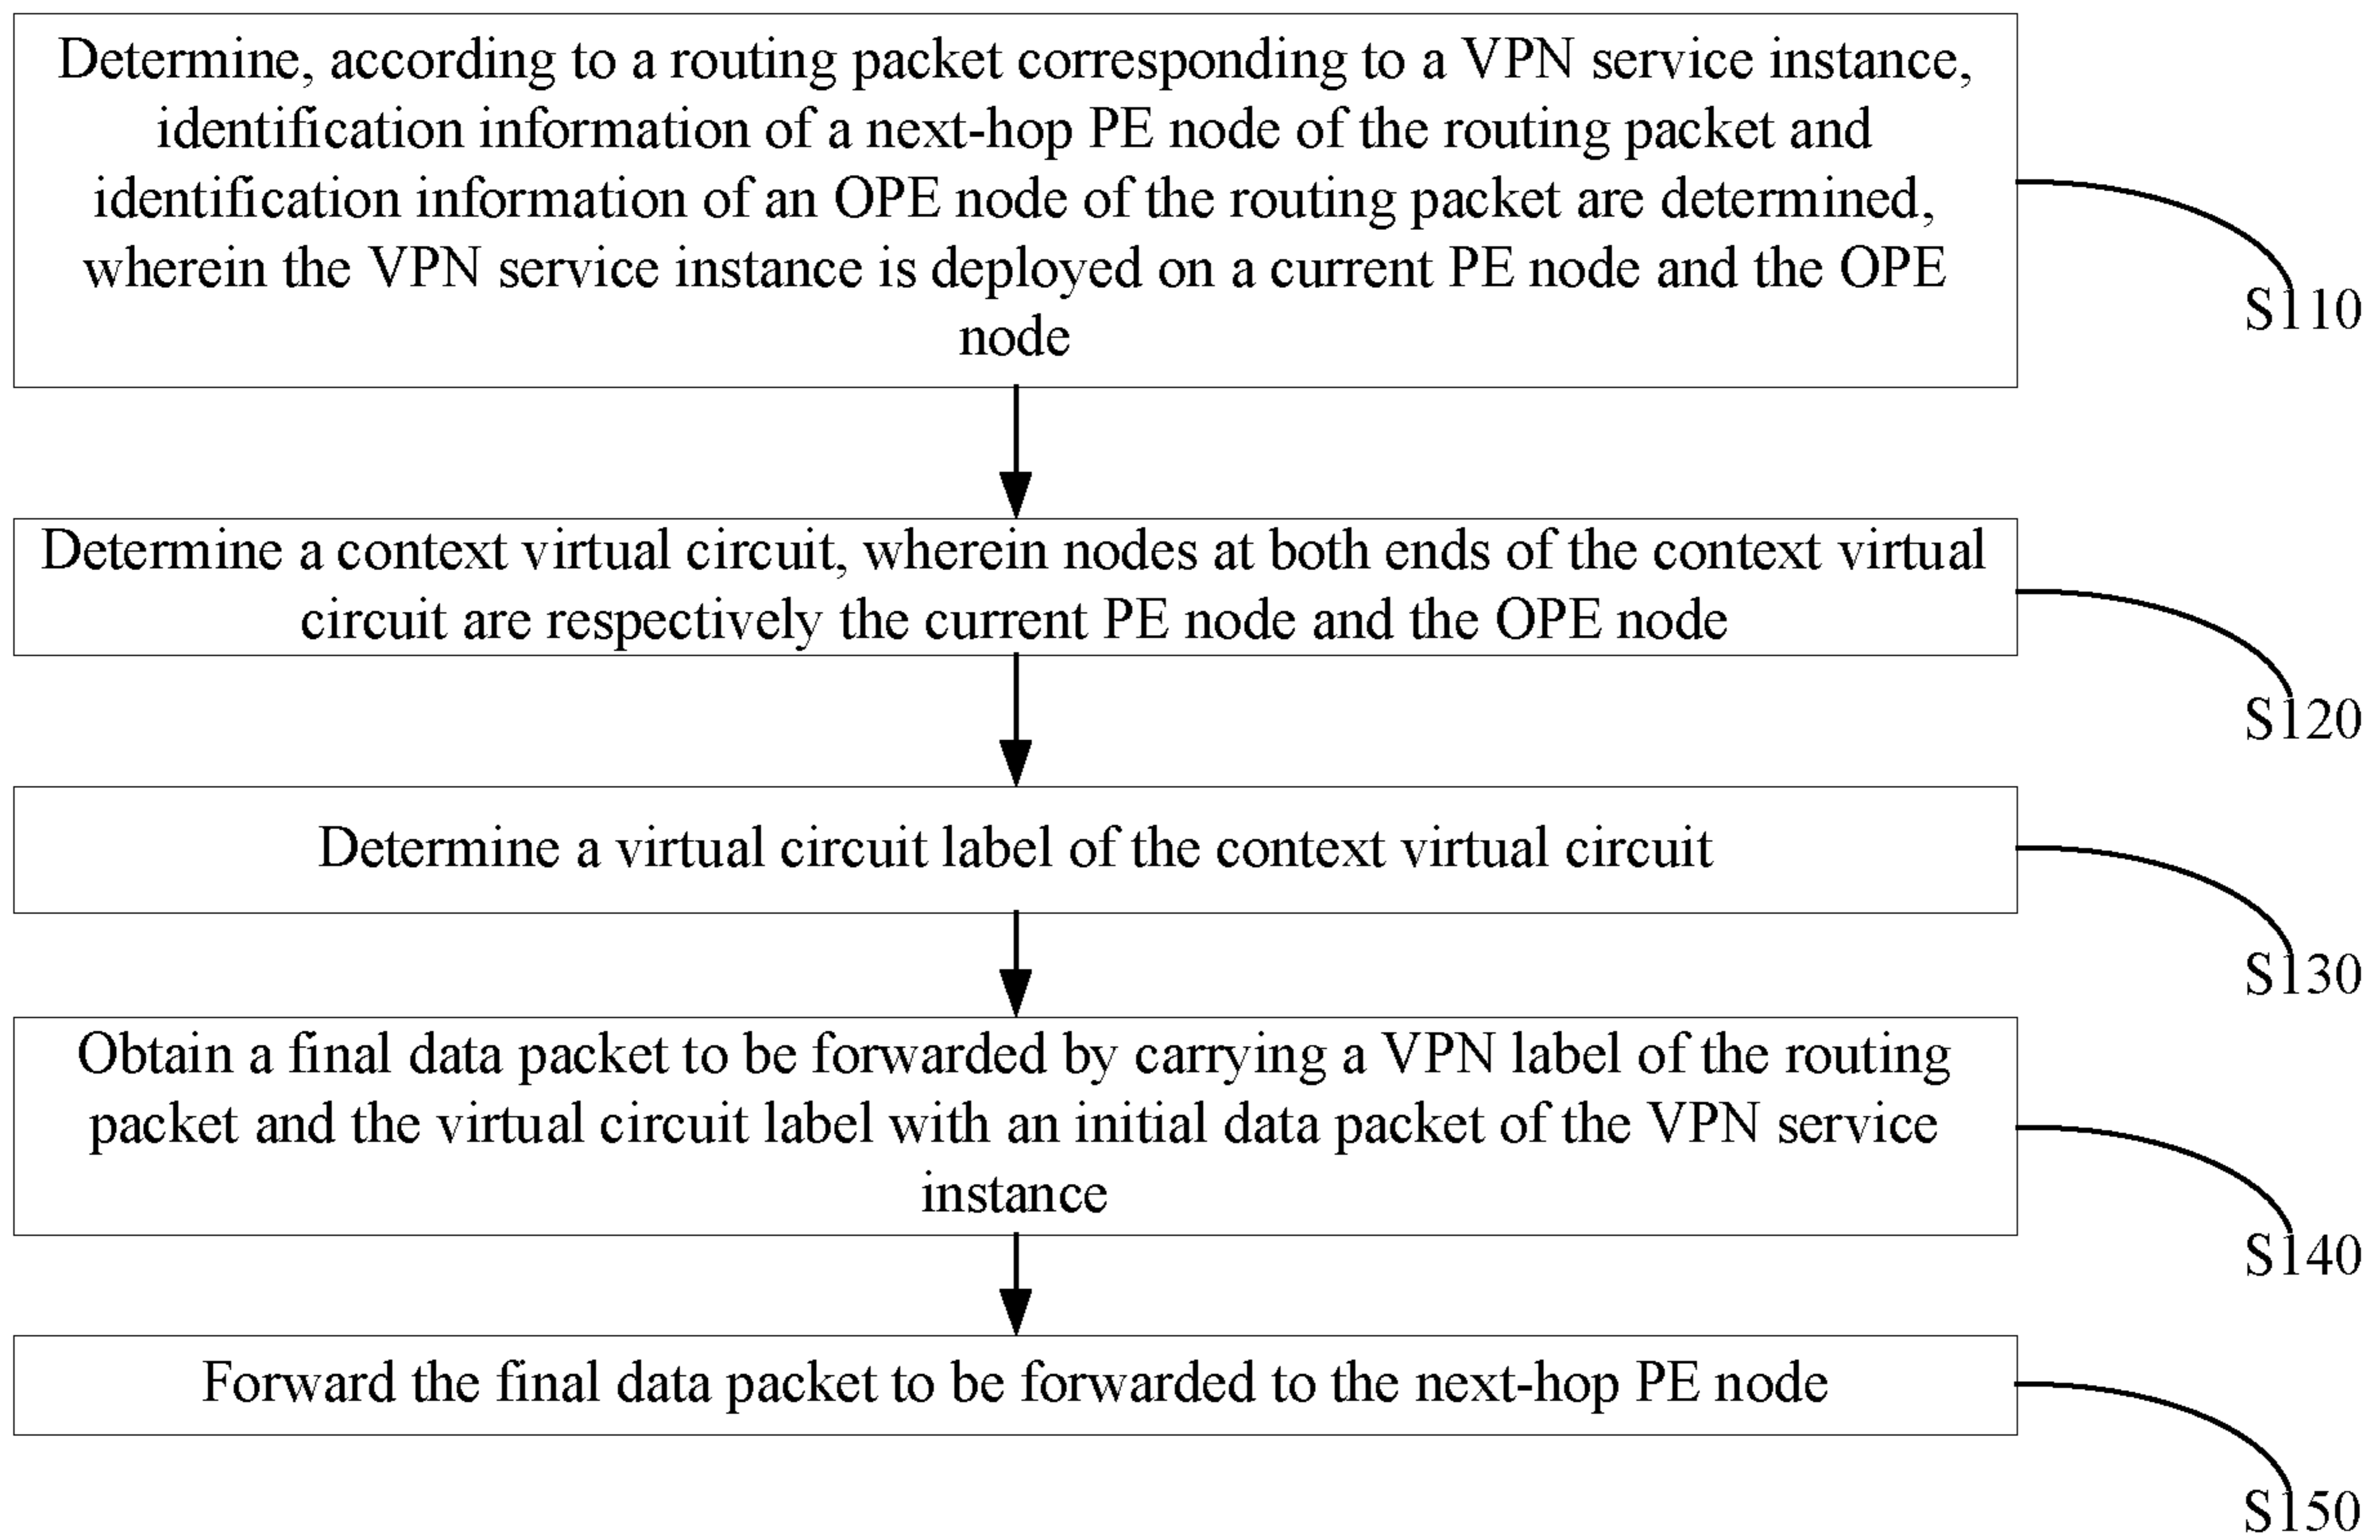 Determine, according to a routing packet corresponding to a VPN service instance,
identification information of a next-hop PE node of the routing packet and
identification information of an OPE node of the routing packet are determined,
wherein the VPN service instance is deployed on a current PE node and the OPE
node
S110
Determine a context virtual circuit, wherein nodes at both ends of the context virtual
circuit are respectively the current PE node and the OPE node
S120
Determine a virtual circuit label of the context virtual circuit
S130
Obtain a final data packet to be forwarded by carrying a VPN label of the routing
packet and the virtual circuit label with an initial data packet of the VPN service
instance
S140
Forward the final data packet to be forwarded to the next-hop PE node
S150